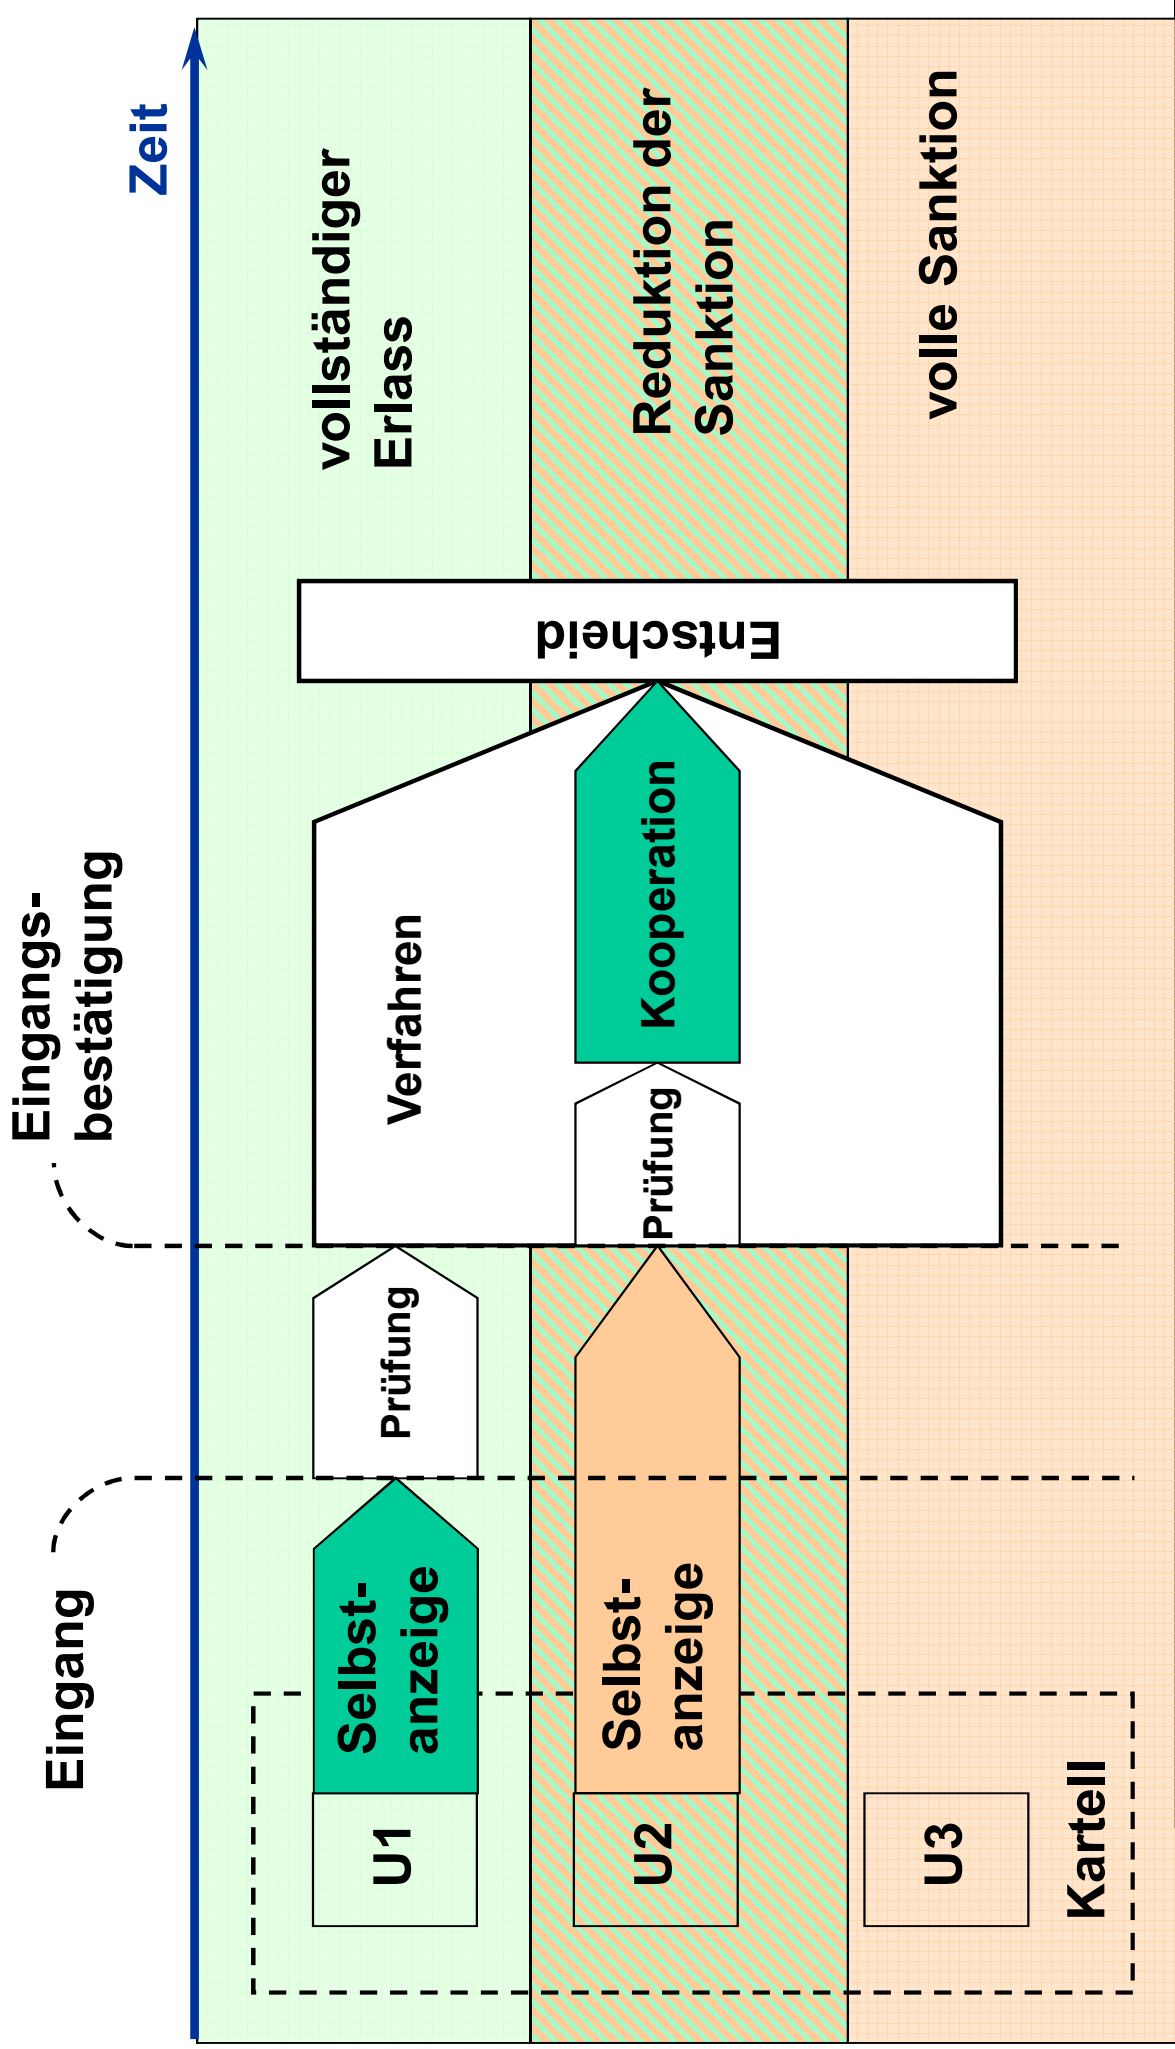 Zeit
Eingang
Eingangs-
bestätigung
U1
Selbst-
anzeige
Prüfung
Verfahren
vollständiger
Erlass
U2
Selbst-
anzeige
Prüfung
Kooperation
Entscheid
Reduktion der
Sanktion
U3
Kartell
volle Sanktion